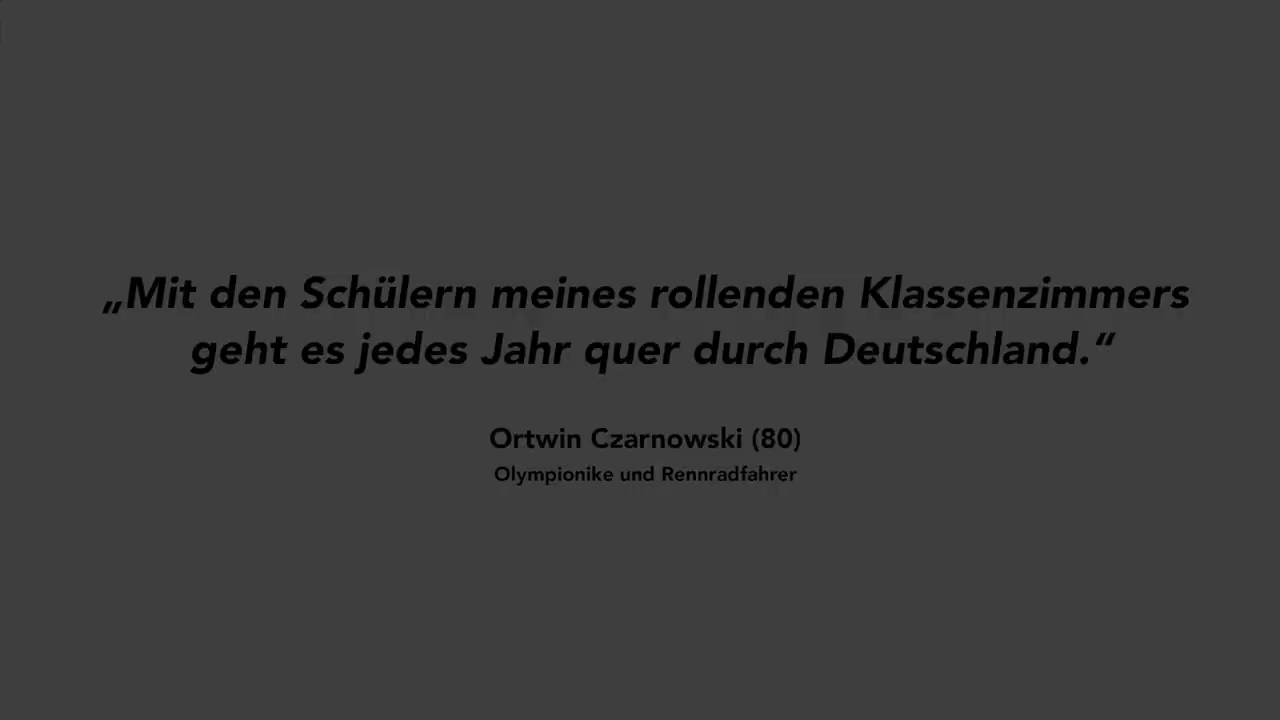 „Mit den Schülern meines rollenden Klassenzimmers
geht es jedes Jahr quer durch Deutschland.“
Ortwin Czarnowski (80)
Olympionike und Rennradfahrer